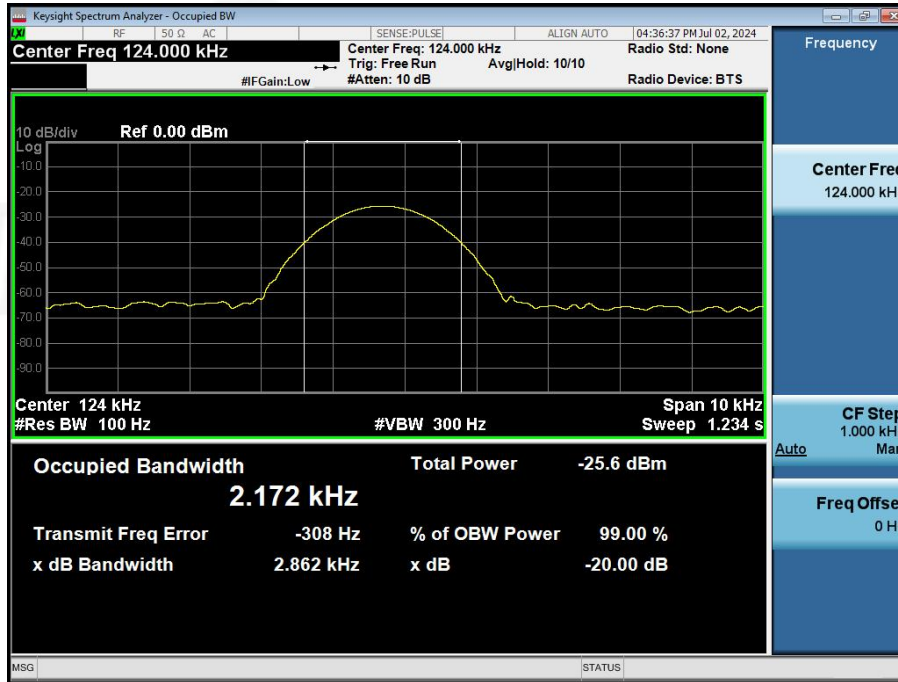 Keysight Spectrum Analyzer - Occupied BW
LXI RF 50 Ω AC SENSE:PULSE ALIGN AUTO 04:36:37 PM Jul 02, 2024
Center Freq 124.000 kHz
Center Freq: 124.000 kHz Radio Std: None
Trig: Free Run Avg|Hold: 10/10
#IFGain:Low #Atten: 10 dB Radio Device: BTS
10 dB/div Ref 0.00 dBm
Log
-10.0
-20.0
-30.0
-40.0
-50.0
-60.0
-70.0
-80.0
-90.0
Center 124 kHz Span 10 kHz
#Res BW 100 Hz #VBW 300 Hz Sweep 1.234 s
Occupied Bandwidth Total Power -25.6 dBm
2.172 kHz
Transmit Freq Error -308 Hz % of OBW Power 99.00 %
x dB Bandwidth 2.862 kHz x dB -20.00 dB
MSG STATUS
Frequency
Center Fre
124.000 kH
CF Step
1.000 kH
Auto Ma
Freq Offse
0 H